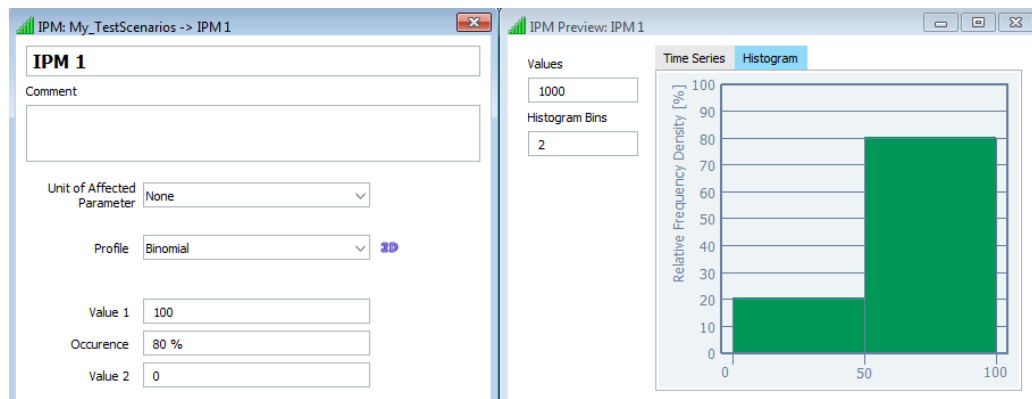 IPM: My_TestScenarios -> IPM 1
IPM 1
Comment
Unit of Affected
Parameter
None
Profile
Binomial
2D
Value 1
100
Occurence
80 %
Value 2
0
IPM Preview: IPM 1
Values
1000
Histogram Bins
2
Time Series
Histogram
Relative Frequency Density [%]
100
90
80
70
60
50
40
30
20
10
0
0
50
100